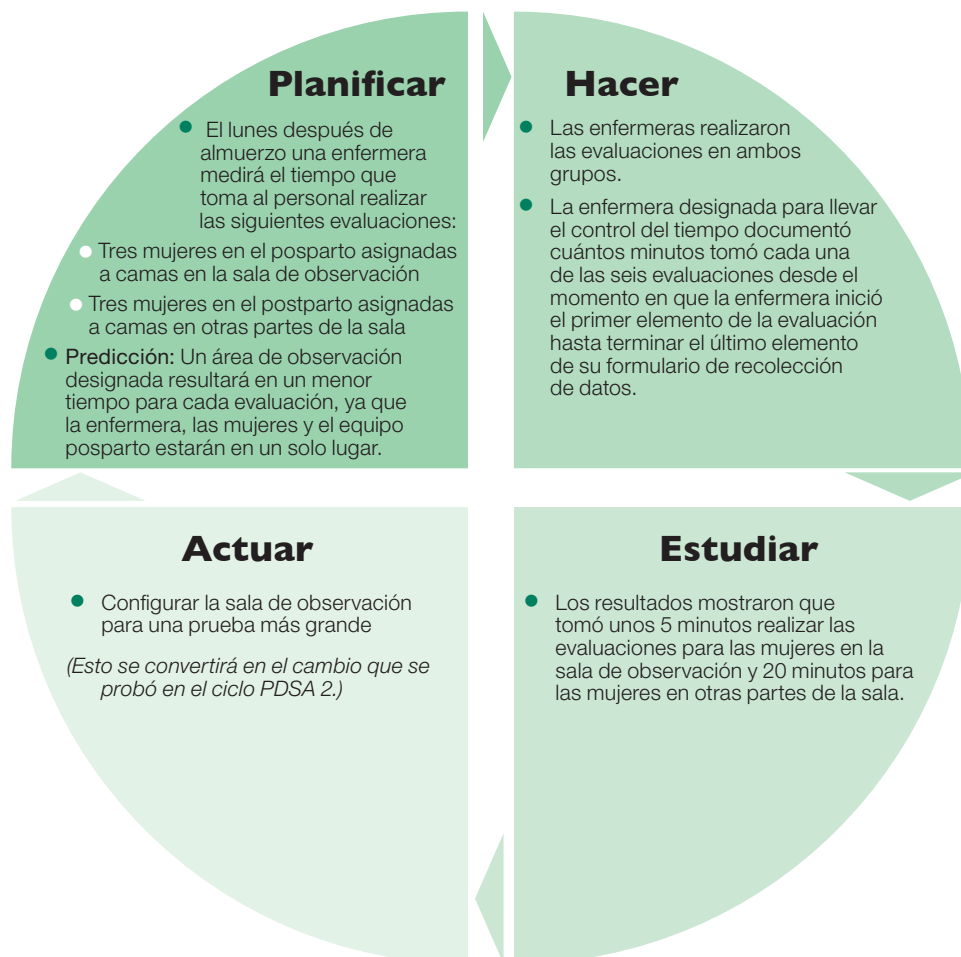 Planificar
● El lunes después de
almuerzo una enfermera
medirá el tiempo que
toma al personal realizar
las siguientes evaluaciones:
● Tres mujeres en el posparto asignadas
a camas en la sala de observación
● Tres mujeres en el postparto asignadas
a camas en otras partes de la sala
● Predicción: Un área de observación
designada resultará en un menor
tiempo para cada evaluación, ya que
la enfermera, las mujeres y el equipo
posparto estarán en un solo lugar.
Hacer
● Las enfermeras realizaron
las evaluaciones en ambos
grupos.
● La enfermera designada para llevar
el control del tiempo documentó
cuántos minutos tomó cada una
de las seis evaluaciones desde el
momento en que la enfermera inició
el primer elemento de la evaluación
hasta terminar el último elemento
de su formulario de recolección
de datos.
Actuar
● Configurar la sala de observación
para una prueba más grande
(Esto se convertirá en el cambio que se
probó en el ciclo PDSA 2.)
Estudiar
● Los resultados mostraron que
tomó unos 5 minutos realizar las
evaluaciones para las mujeres en la
sala de observación y 20 minutos para
las mujeres en otras partes de la sala.